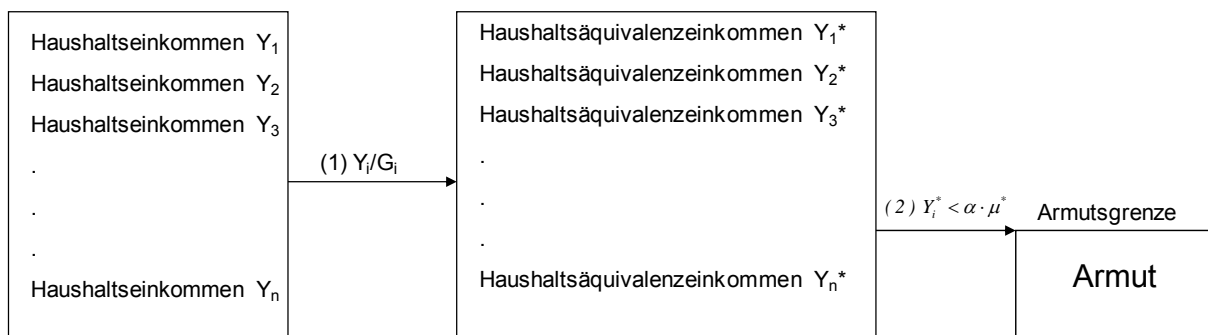 Haushaltseinkommen Y₁
Haushaltseinkommen Y₂
Haushaltseinkommen Y₃
.
.
.
Haushaltseinkommen Yₙ
(1) Yᵢ/Gᵢ
Haushaltsäquivalenzeinkommen Y₁*
Haushaltsäquivalenzeinkommen Y₂*
Haushaltsäquivalenzeinkommen Y₃*
.
.
.
Haushaltsäquivalenzeinkommen Yₙ*
(2) Yᵢ* < α · μ*
Armutsgrenze
Armut